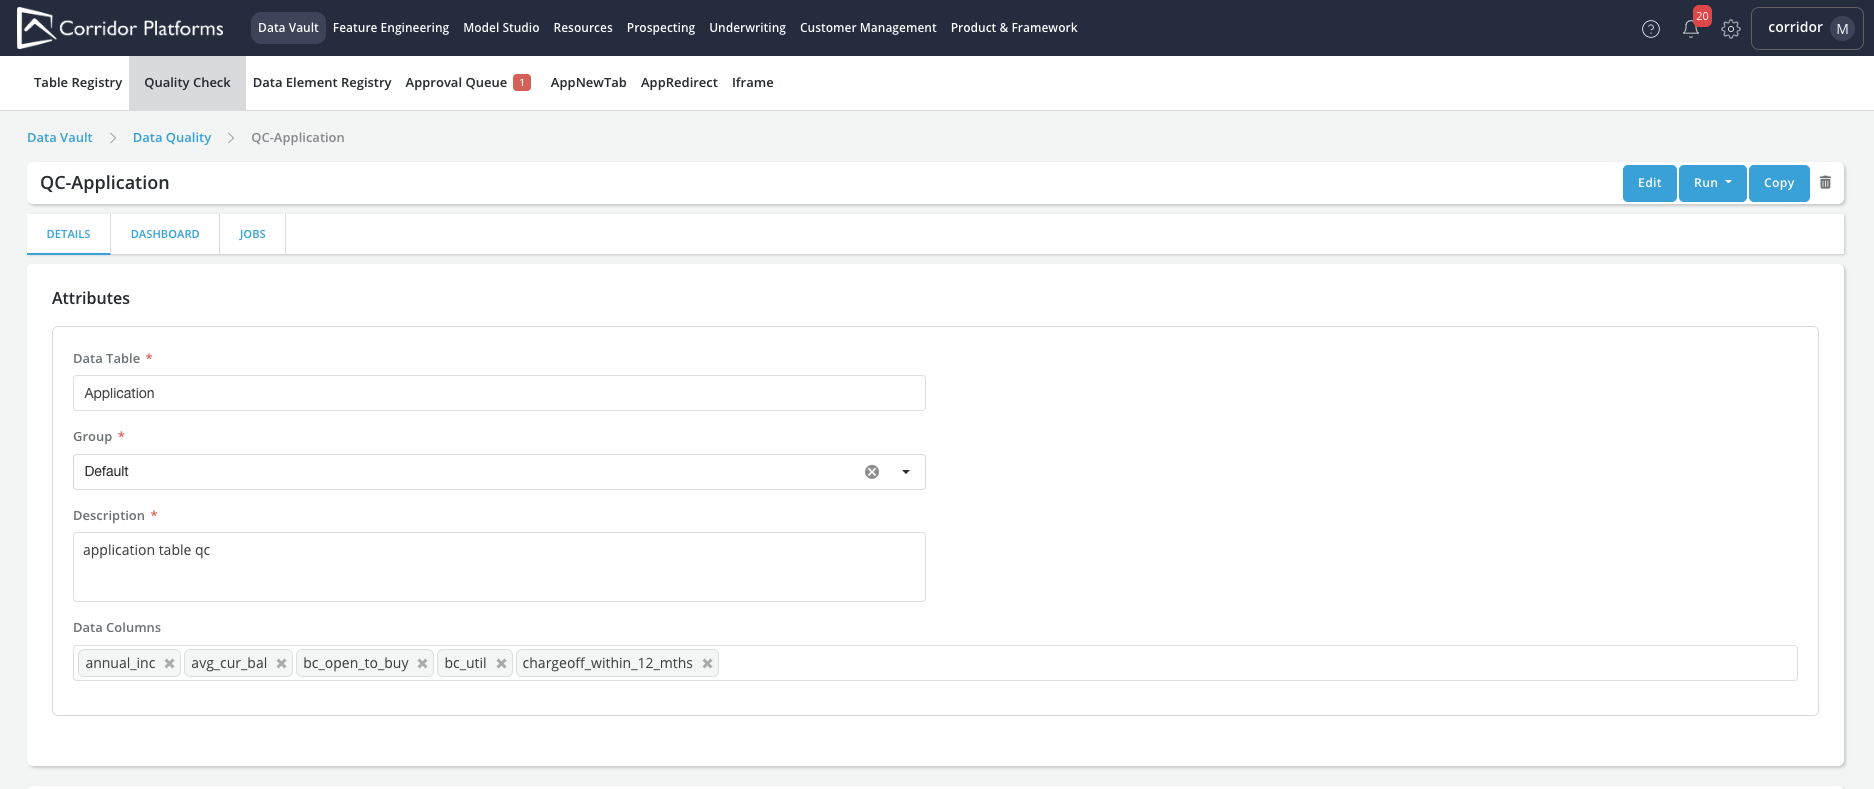 Corridor Platforms Data Vault Feature Engineering Model Studio Resources Prospecting Underwriting Customer Management Product & Framework 20 corridor M
Table Registry Quality Check Data Element Registry Approval Queue 1 AppNewTab AppRedirect Iframe
Data Vault Data Quality QC-Application
QC-Application Edit Run Copy
DETAILS DASHBOARD JOBS
Attributes
Data Table *
Application
Group *
Default
Description *
application table qc
Data Columns
annual_inc avg_cur_bal bc_open_to_buy bc_util chargeoff_within_12_mths